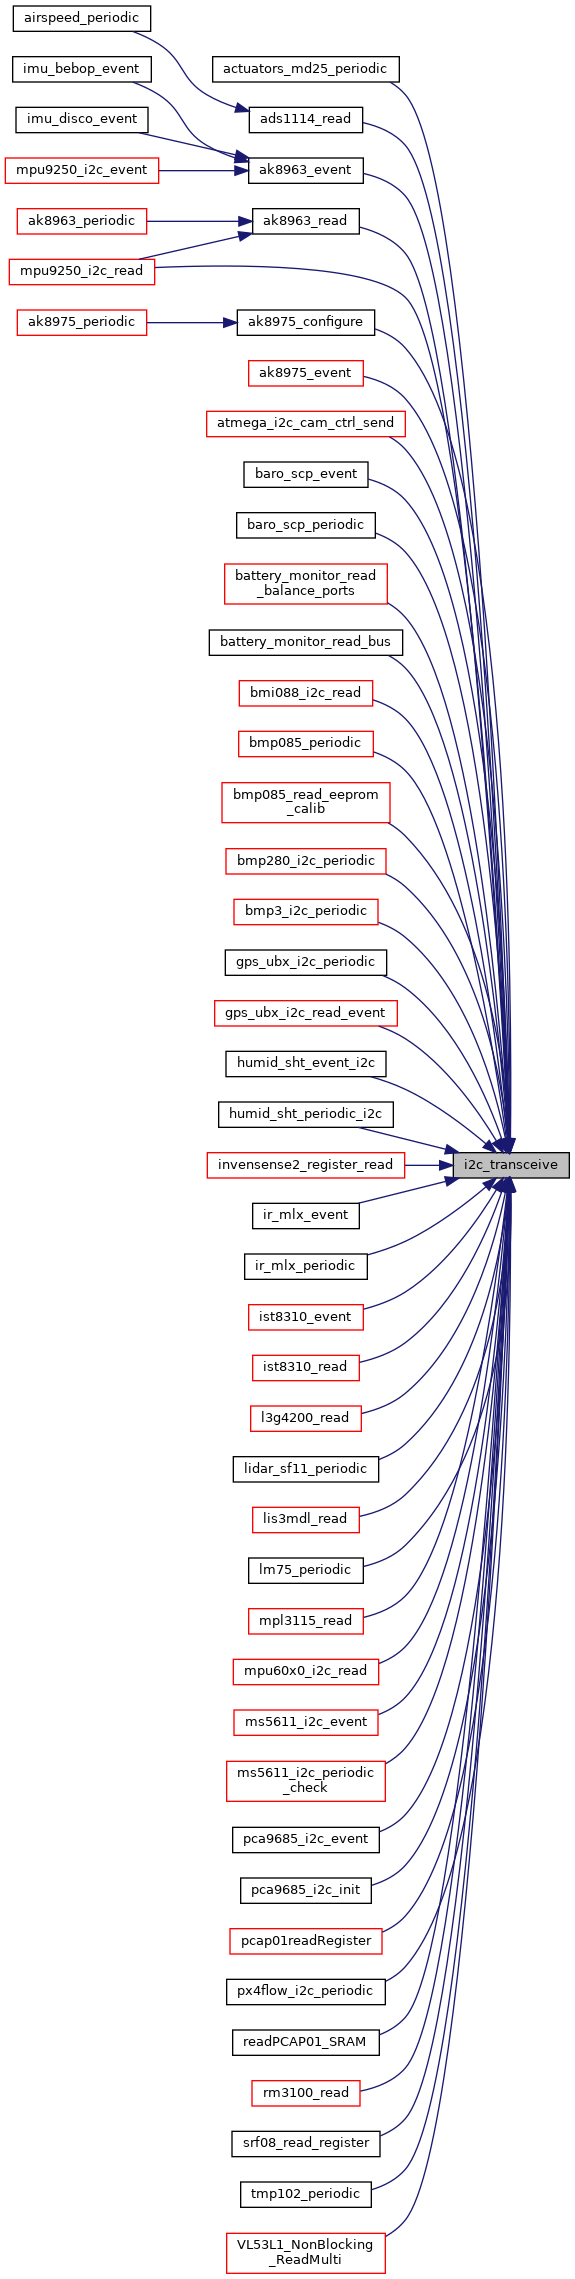 airspeed_periodic
imu_bebop_event
actuators_md25_periodic
imu_disco_event
ads1114_read
mpu9250_i2c_event
ak8963_event
ak8963_periodic
ak8963_read
mpu9250_i2c_read
ak8975_periodic
ak8975_configure
ak8975_event
atmega_i2c_cam_ctrl_send
baro_scp_event
baro_scp_periodic
battery_monitor_read
_balance_ports
battery_monitor_read_bus
bmi088_i2c_read
bmp085_periodic
bmp085_read_eeprom
_calib
bmp280_i2c_periodic
bmp3_i2c_periodic
gps_ubx_i2c_periodic
gps_ubx_i2c_read_event
humid_sht_event_i2c
humid_sht_periodic_i2c
invensense2_register_read
i2c_transceive
ir_mlx_event
ir_mlx_periodic
ist8310_event
ist8310_read
l3g4200_read
lidar_sf11_periodic
lis3mdl_read
lm75_periodic
mpl3115_read
mpu60x0_i2c_read
ms5611_i2c_event
ms5611_i2c_periodic
_check
pca9685_i2c_event
pca9685_i2c_init
pcap01readRegister
px4flow_i2c_periodic
readPCAP01_SRAM
rm3100_read
srf08_read_register
tmp102_periodic
VL53L1_NonBlocking
_ReadMulti